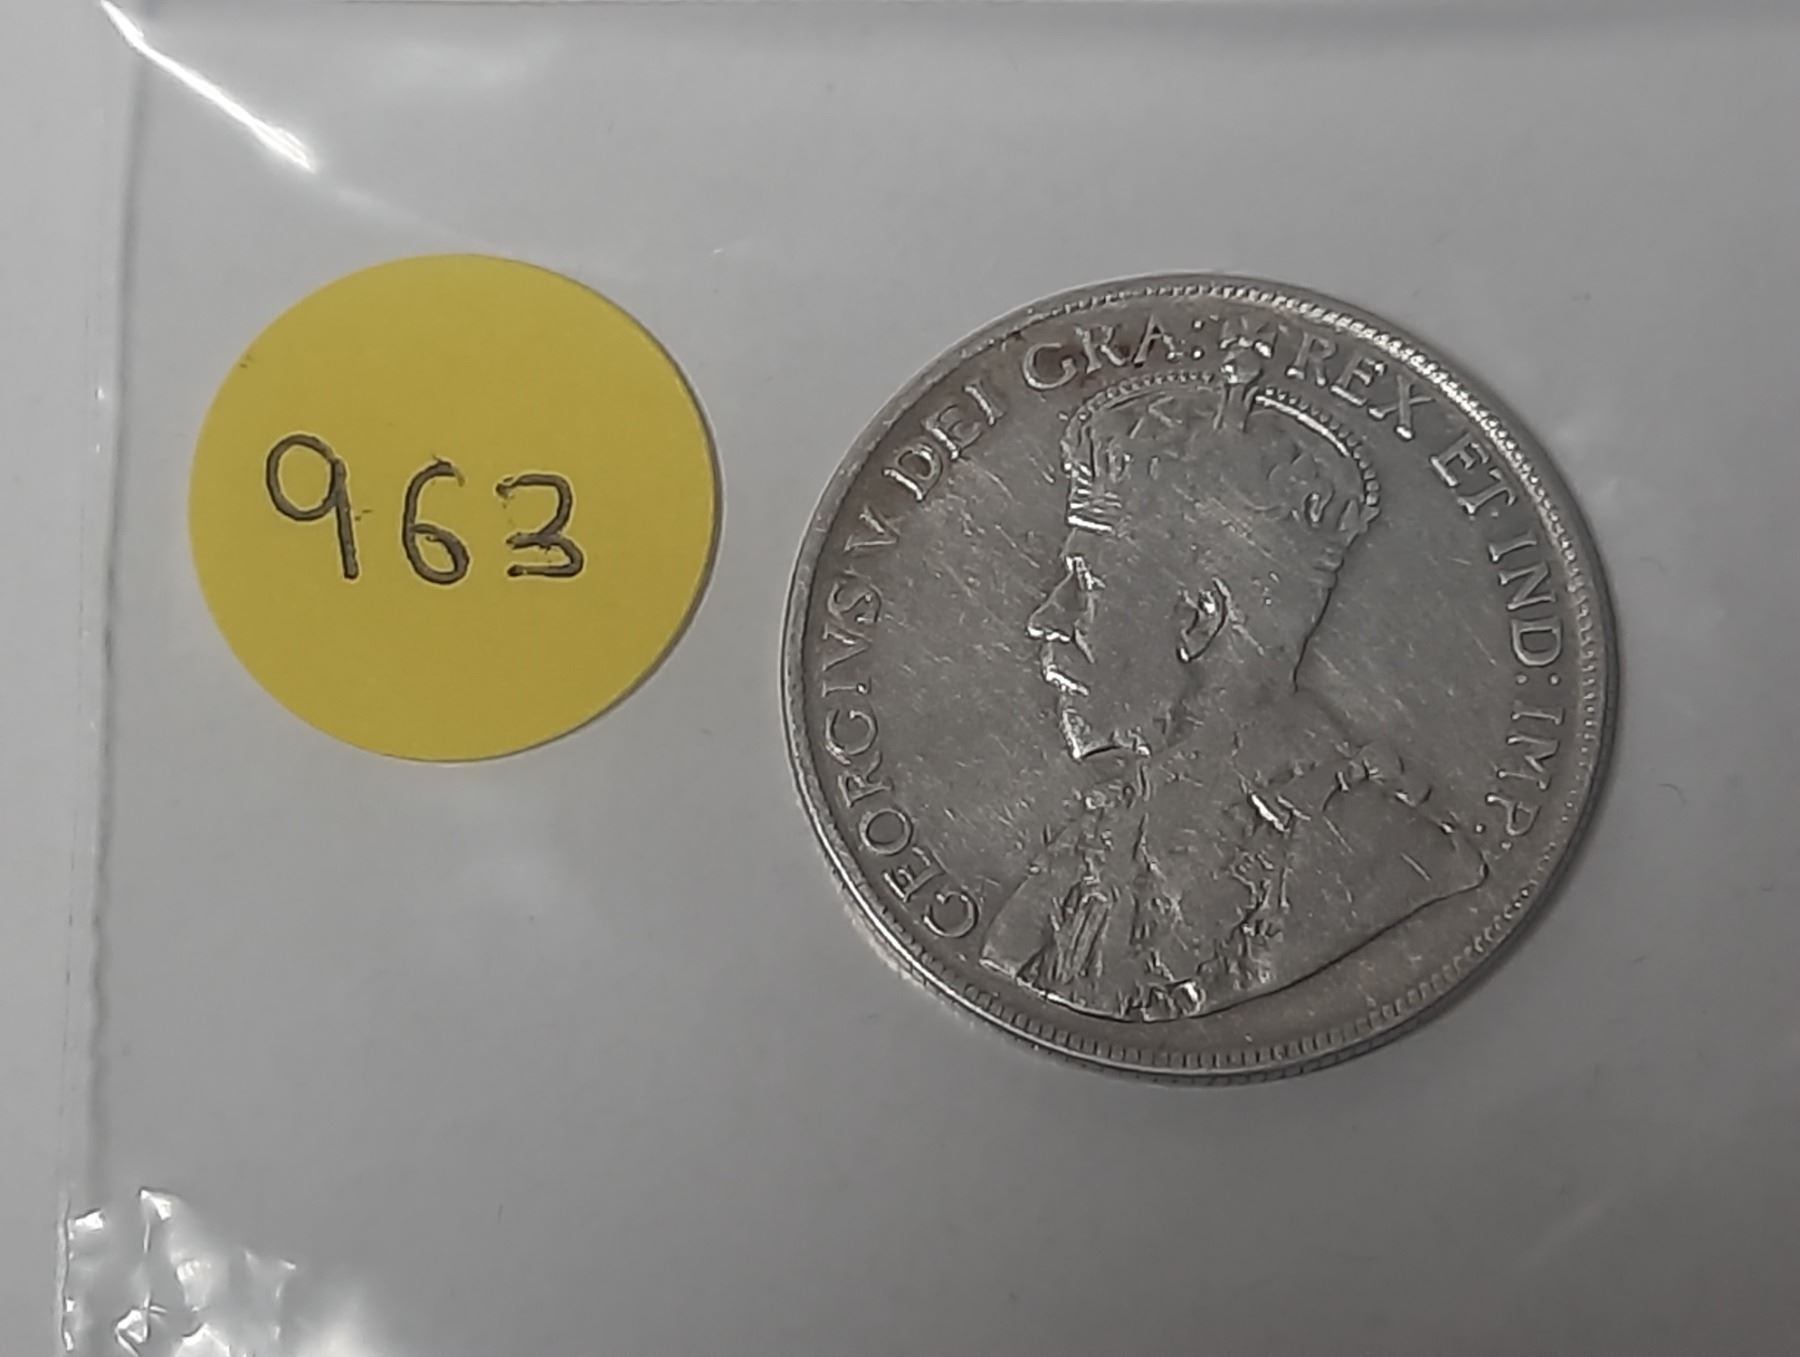 963
GEORGIVS V DEI GRA: REX ET IND: IMP: